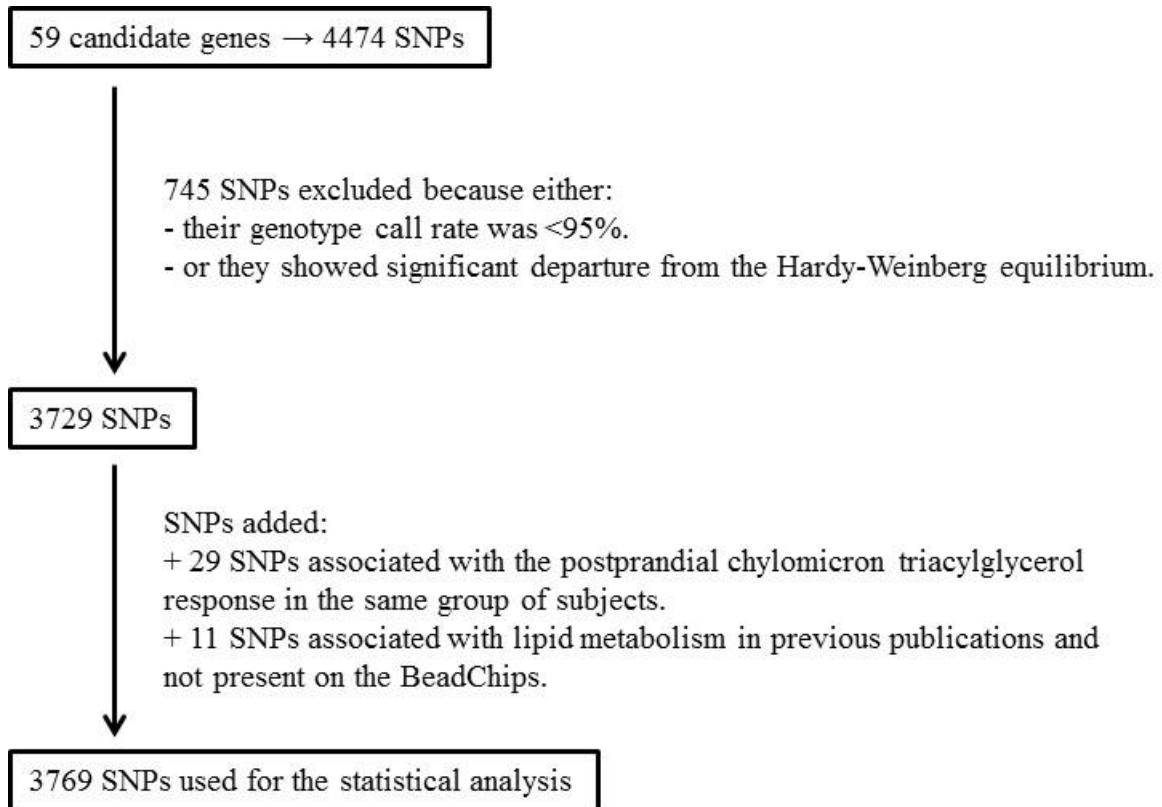 59 candidate genes → 4474 SNPs
745 SNPs excluded because either:
- their genotype call rate was <95%.
- or they showed significant departure from the Hardy-Weinberg equilibrium.
3729 SNPs
SNPs added:
+ 29 SNPs associated with the postprandial chylomicron triacylglycerol
response in the same group of subjects.
+ 11 SNPs associated with lipid metabolism in previous publications and
not present on the BeadChips.
3769 SNPs used for the statistical analysis